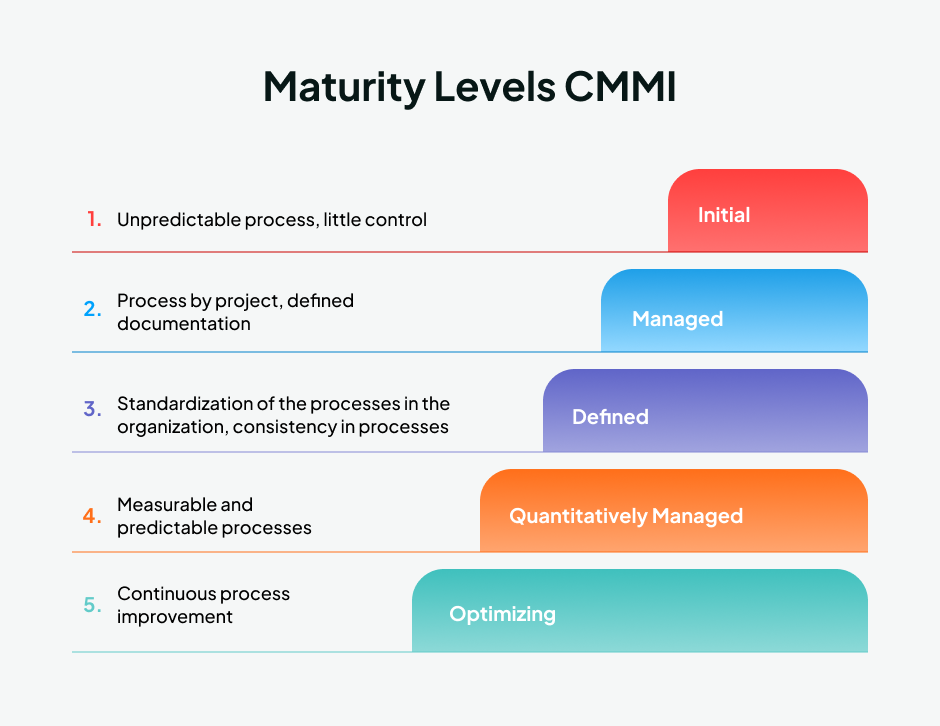 Maturity Levels CMMI
1. Unpredictable process, little control
Initial
2. Process by project, defined
documentation
Managed
3. Standardization of the processes in the
organization, consistency in processes
Defined
4. Measurable and
predictable processes
Quantitatively Managed
5. Continuous process
improvement
Optimizing